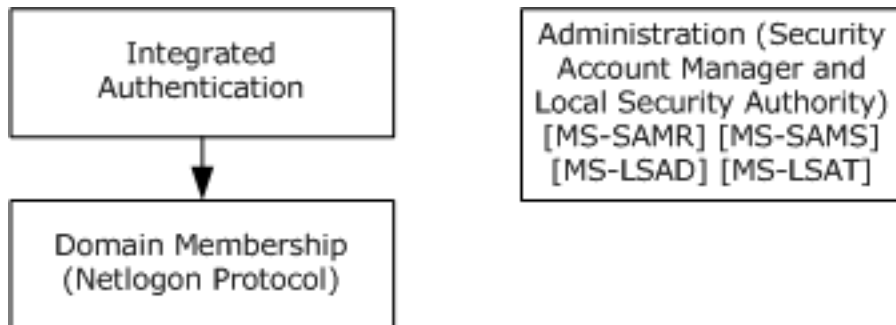 Integrated
Authentication
Domain Membership
(Netlogon Protocol)
Administration (Security
Account Manager and
Local Security Authority)
[MS-SAMR] [MS-SAMS]
[MS-LSAD] [MS-LSAT]